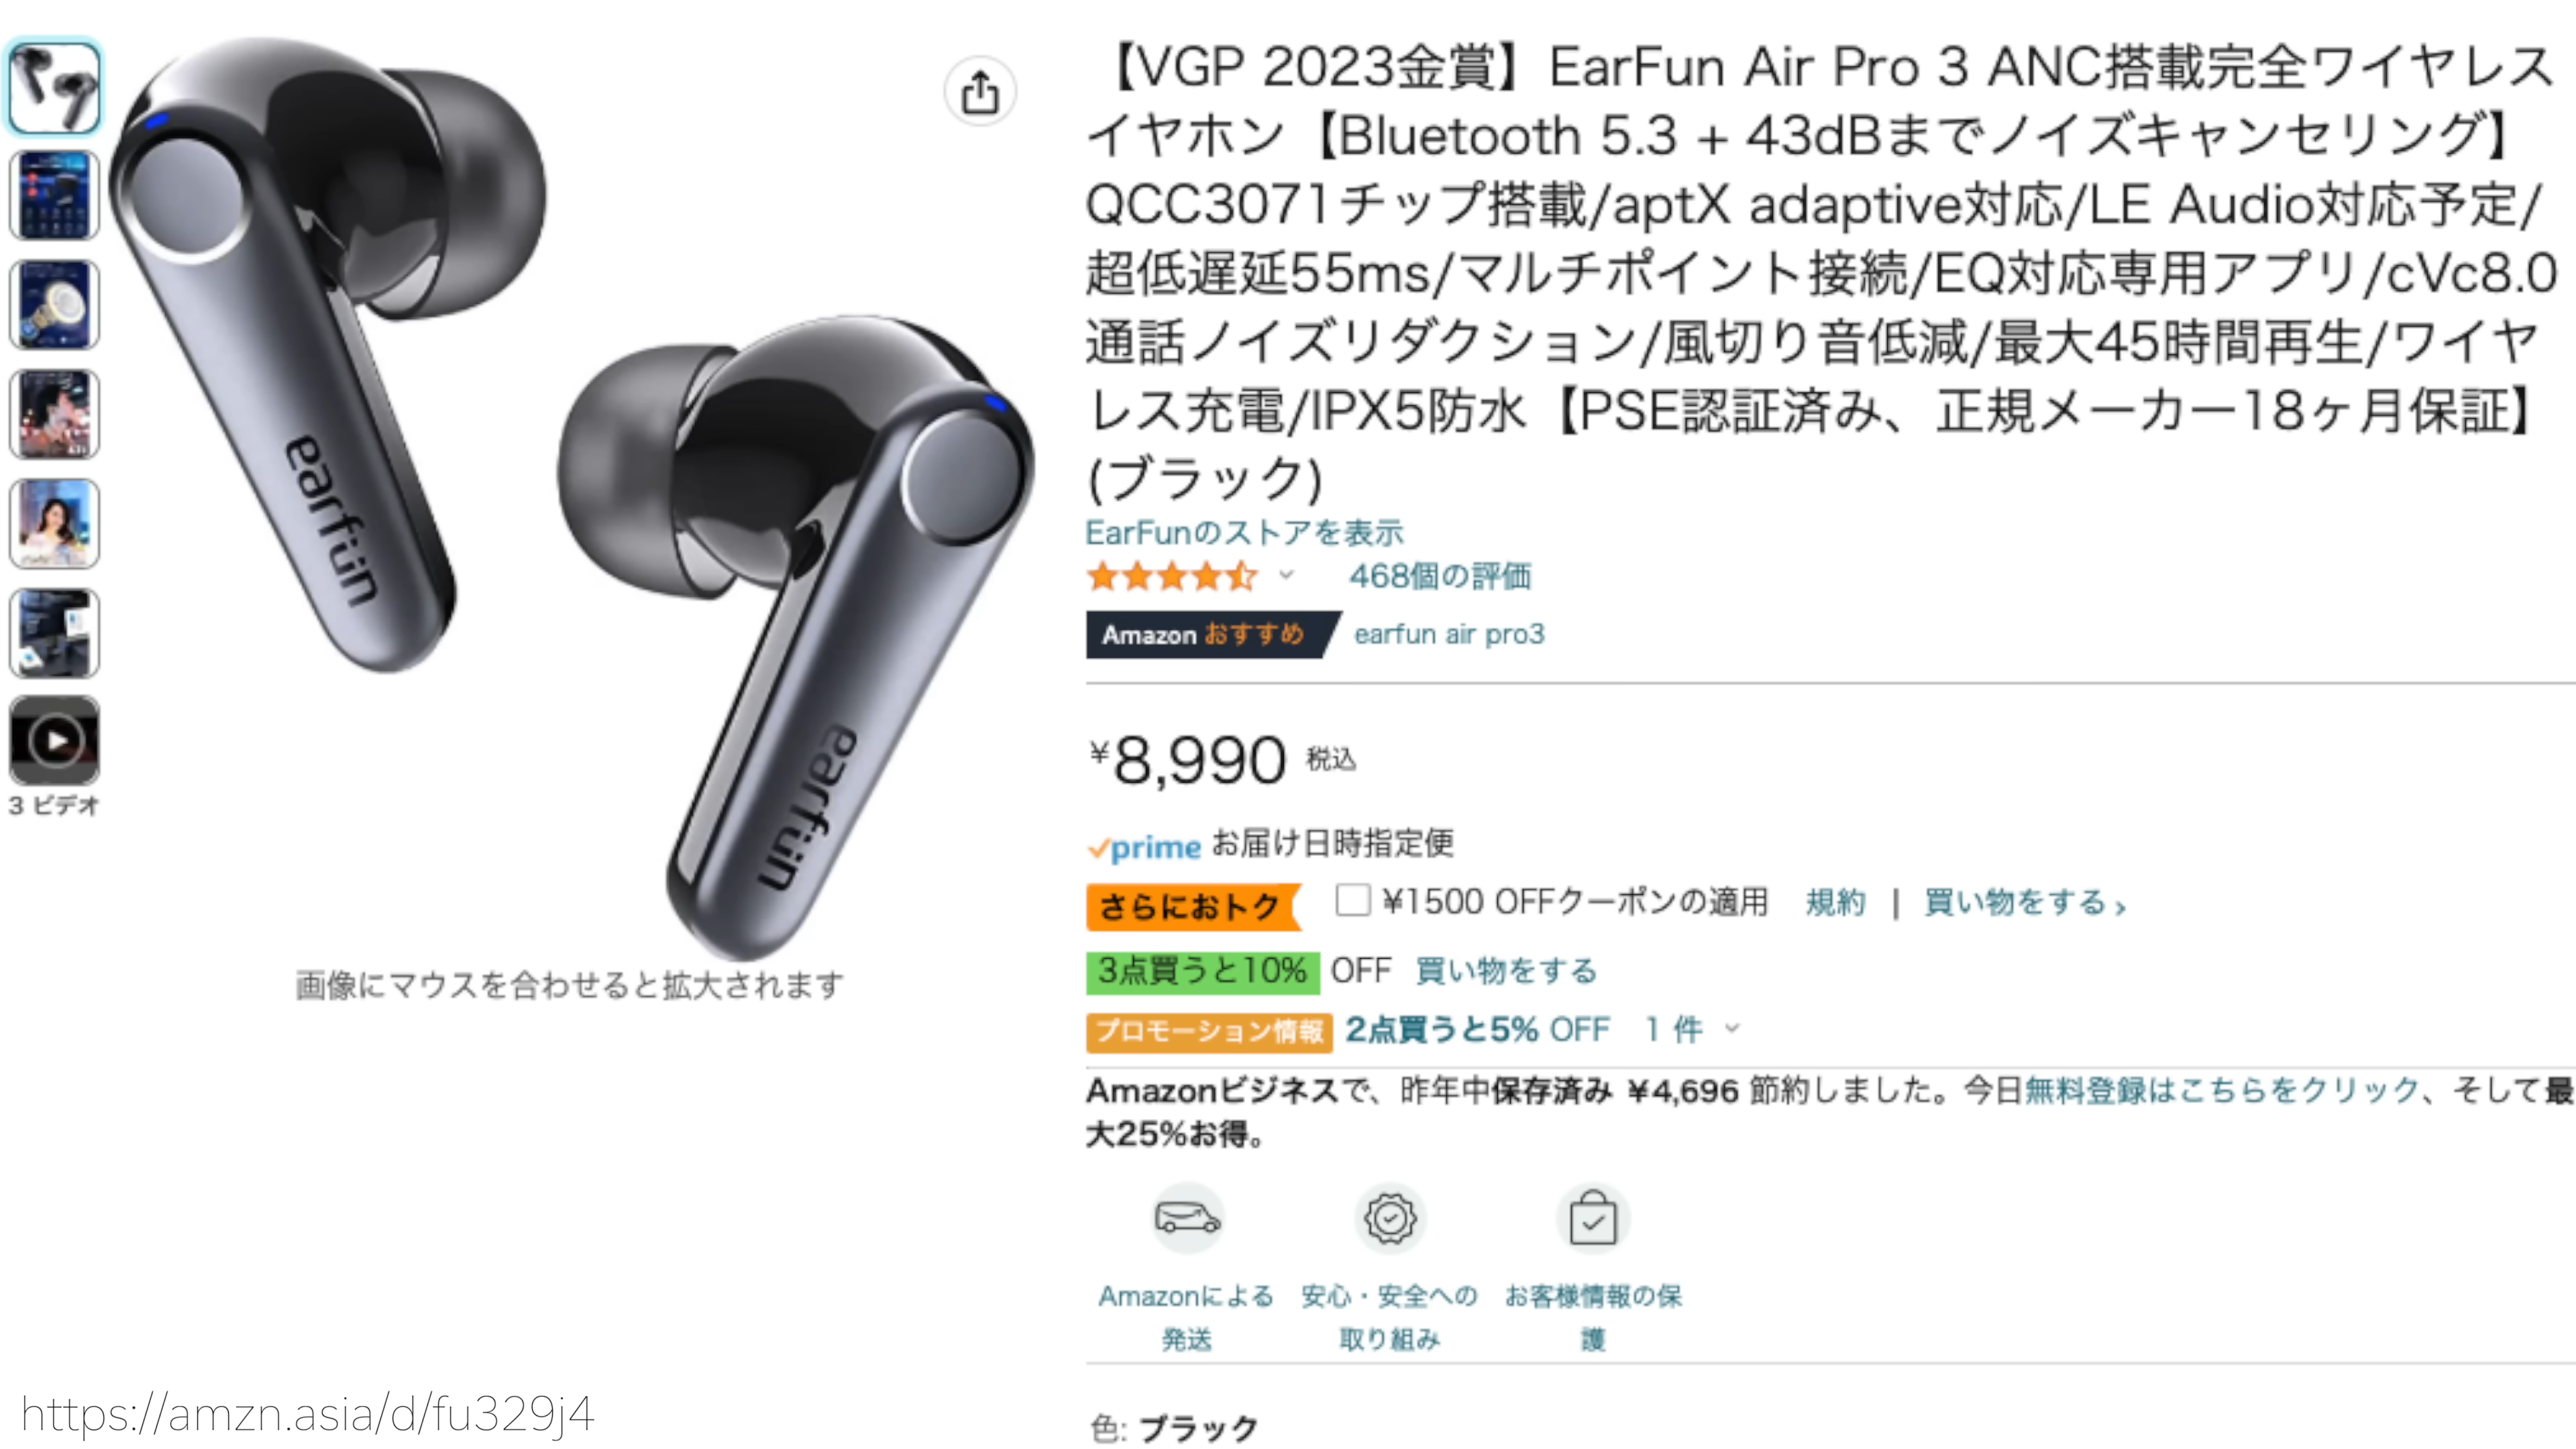 earfün
earfün
3 ビデオ
画像にマウスを合わせると拡大されます
https://amzn.asia/d/fu329j4
【VGP 2023金賞】EarFun Air Pro 3 ANC搭載完全ワイヤレス
イヤホン【Bluetooth 5.3 + 43dBまでノイズキャンセリング】
QCC3071チップ搭載/aptX adaptive対応/LE Audio対応予定/
超低遅延55ms/マルチポイント接続/EQ対応専用アプリ/cVc8.0
通話ノイズリダクション/風切り音低減/最大45時間再生/ワイヤ
レス充電/IPX5防水【PSE認証済み、正規メーカー18ヶ月保証】
(ブラック)
EarFunのストアを表示
468個の評価
Amazon おすすめ earfun air pro3
¥8,990 税込
prime お届け日時指定便
さらにおトク ¥1500 OFFクーポンの適用 規約 | 買い物をする ›
3点買うと10% OFF 買い物をする
プロモーション情報 2点買うと5% OFF 1 件
Amazonビジネスで、昨年中保存済み ¥4,696 節約しました。今日無料登録はこちらをクリック、そして最
大25%お得。
Amazonによる
発送
安心・安全への
取り組み
お客様情報の保
護
色: ブラック